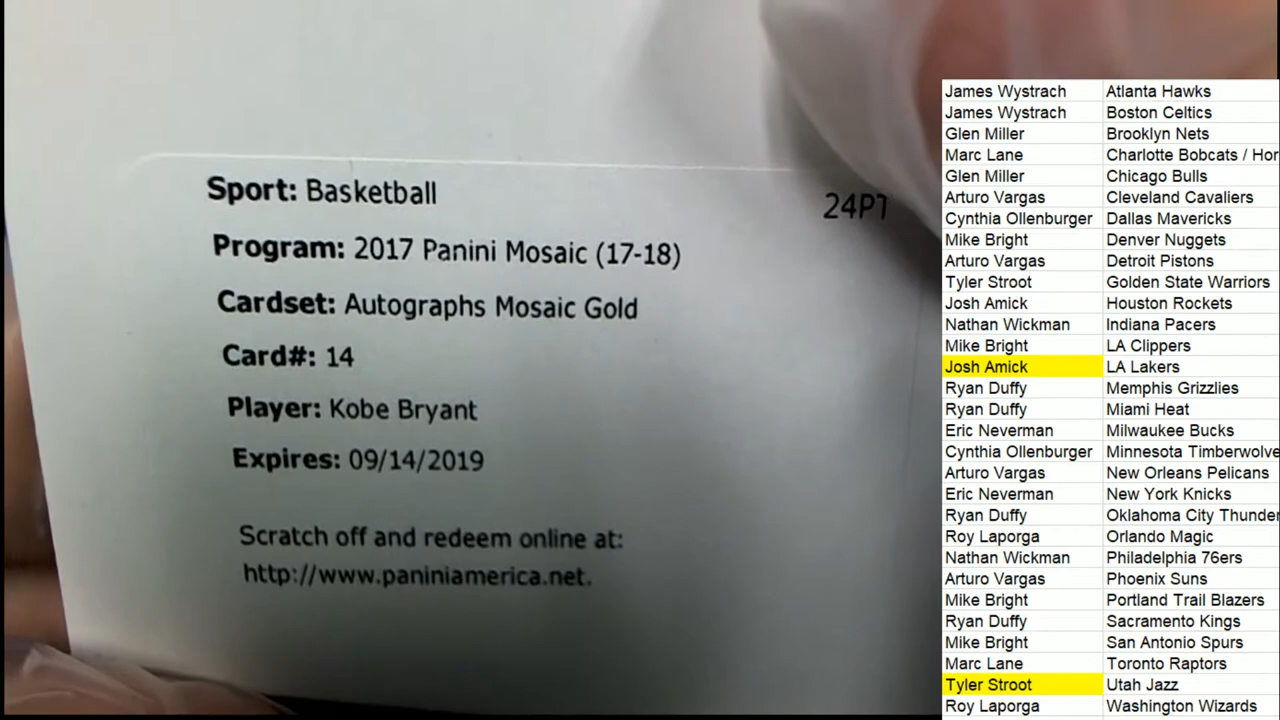 Sport: Basketball
24PT
Program: 2017 Panini Mosaic (17-18)
Cardset: Autographs Mosaic Gold
Card#: 14
Player: Kobe Bryant
Expires: 09/14/2019
Scratch off and redeem online at:
http://www.paniniamerica.net.
James Wystrach Atlanta Hawks
James Wystrach Boston Celtics
Glen Miller Brooklyn Nets
Marc Lane Charlotte Bobcats / Hor
Glen Miller Chicago Bulls
Arturo Vargas Cleveland Cavaliers
Cynthia Ollenburger Dallas Mavericks
Mike Bright Denver Nuggets
Arturo Vargas Detroit Pistons
Tyler Stroot Golden State Warriors
Josh Amick Houston Rockets
Nathan Wickman Indiana Pacers
Mike Bright LA Clippers
Josh Amick LA Lakers
Ryan Duffy Memphis Grizzlies
Ryan Duffy Miami Heat
Eric Neverman Milwaukee Bucks
Cynthia Ollenburger Minnesota Timberwolve
Arturo Vargas New Orleans Pelicans
Eric Neverman New York Knicks
Ryan Duffy Oklahoma City Thunder
Roy Laporga Orlando Magic
Nathan Wickman Philadelphia 76ers
Arturo Vargas Phoenix Suns
Mike Bright Portland Trail Blazers
Ryan Duffy Sacramento Kings
Mike Bright San Antonio Spurs
Marc Lane Toronto Raptors
Tyler Stroot Utah Jazz
Roy Laporga Washington Wizards